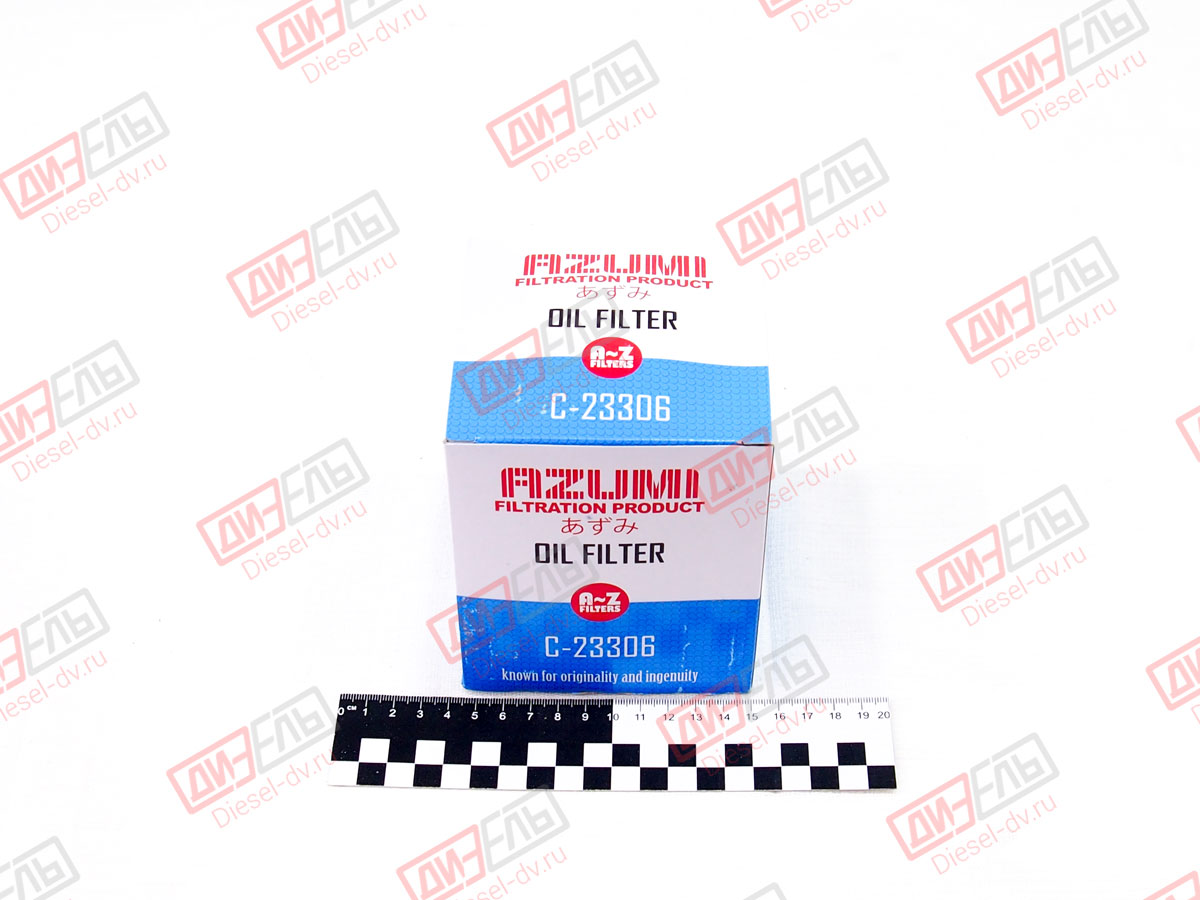 AZUMI
FILTRATION PRODUCT
あずみ
OIL FILTER
A~Z
FILTERS
C-23306
AZUMI
FILTRATION PRODUCT
あずみ
OIL FILTER
A~Z
FILTERS
C-23306
known for originality and ingenuity
0 CM 1 2 3 4 5 6 7 8 9 10 11 12 13 14 15 16 17 18 19 20
ДИЗЕЛЬ
Diesel-dv.ru